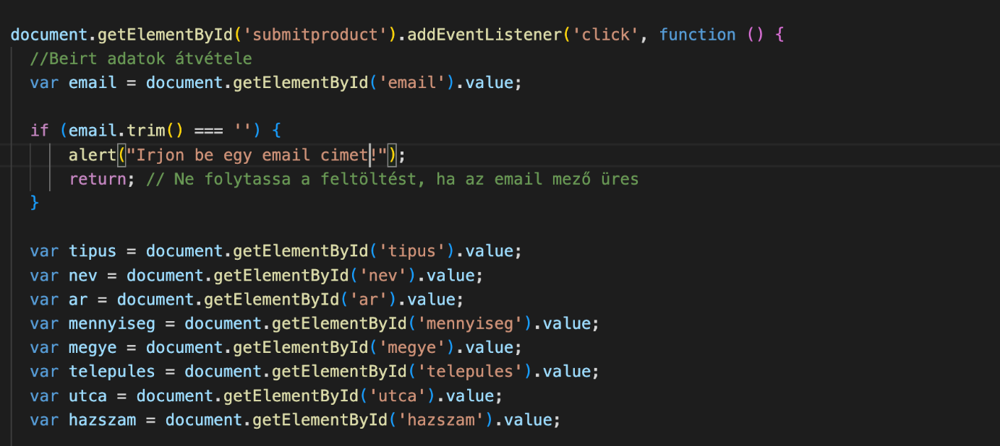 document.getElementById('submitproduct').addEventListener('click', function () {
//Beirt adatok átvétele
var email = document.getElementById('email').value;
if (email.trim() === '') {
alert("Irjon be egy email cimet!");
return; // Ne folytassa a feltöltést, ha az email mező üres
}
var tipus = document.getElementById('tipus').value;
var nev = document.getElementById('nev').value;
var ar = document.getElementById('ar').value;
var mennyiseg = document.getElementById('mennyiseg').value;
var megye = document.getElementById('megye').value;
var telepules = document.getElementById('telepules').value;
var utca = document.getElementById('utca').value;
var hazszam = document.getElementById('hazszam').value;